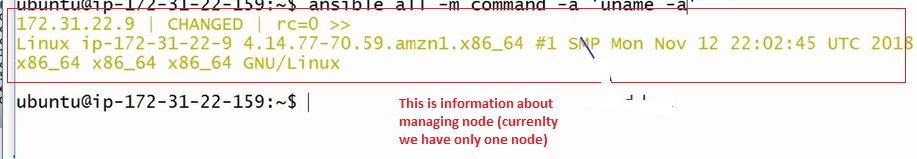 ubuntu@ip-172-31-22-159:~$ ansible all -m command -a 'uname -a'
172.31.22.9 | CHANGED | rc=0 >>
Linux ip-172-31-22-9 4.14.77-70.59.amzn1.x86_64 #1 SMP Mon Nov 12 22:02:45 UTC 2018
x86_64 x86_64 x86_64 GNU/Linux
ubuntu@ip-172-31-22-159:~$
This is information about
managing node (currenlty
we have only one node)